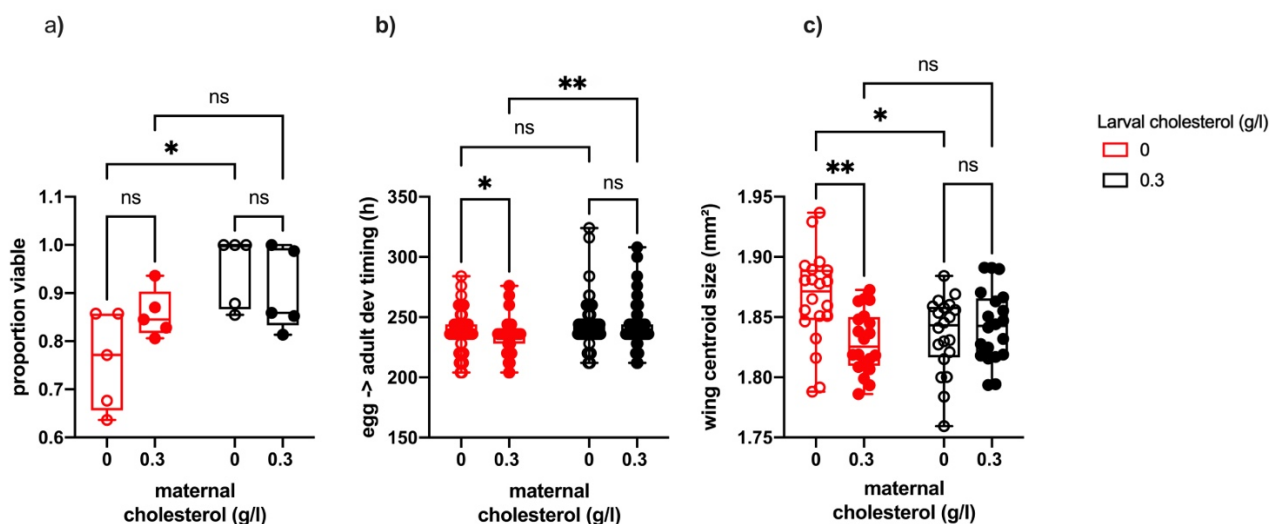 a)
ns
ns
*
ns
ns
proportion viable
1.1
1.0
0.9
0.8
0.7
0.6
0
0.3
0
0.3
maternal
cholesterol (g/l)
b)
**
ns
ns
*
egg -> adult dev timing (h)
350
300
250
200
150
0
0.3
0
0.3
maternal
cholesterol (g/l)
c)
ns
*
**
ns
wing centroid size (mm²)
1.95
1.90
1.85
1.80
1.75
0
0.3
0
0.3
maternal
cholesterol (g/l)
Larval cholesterol (g/l)
0
0.3